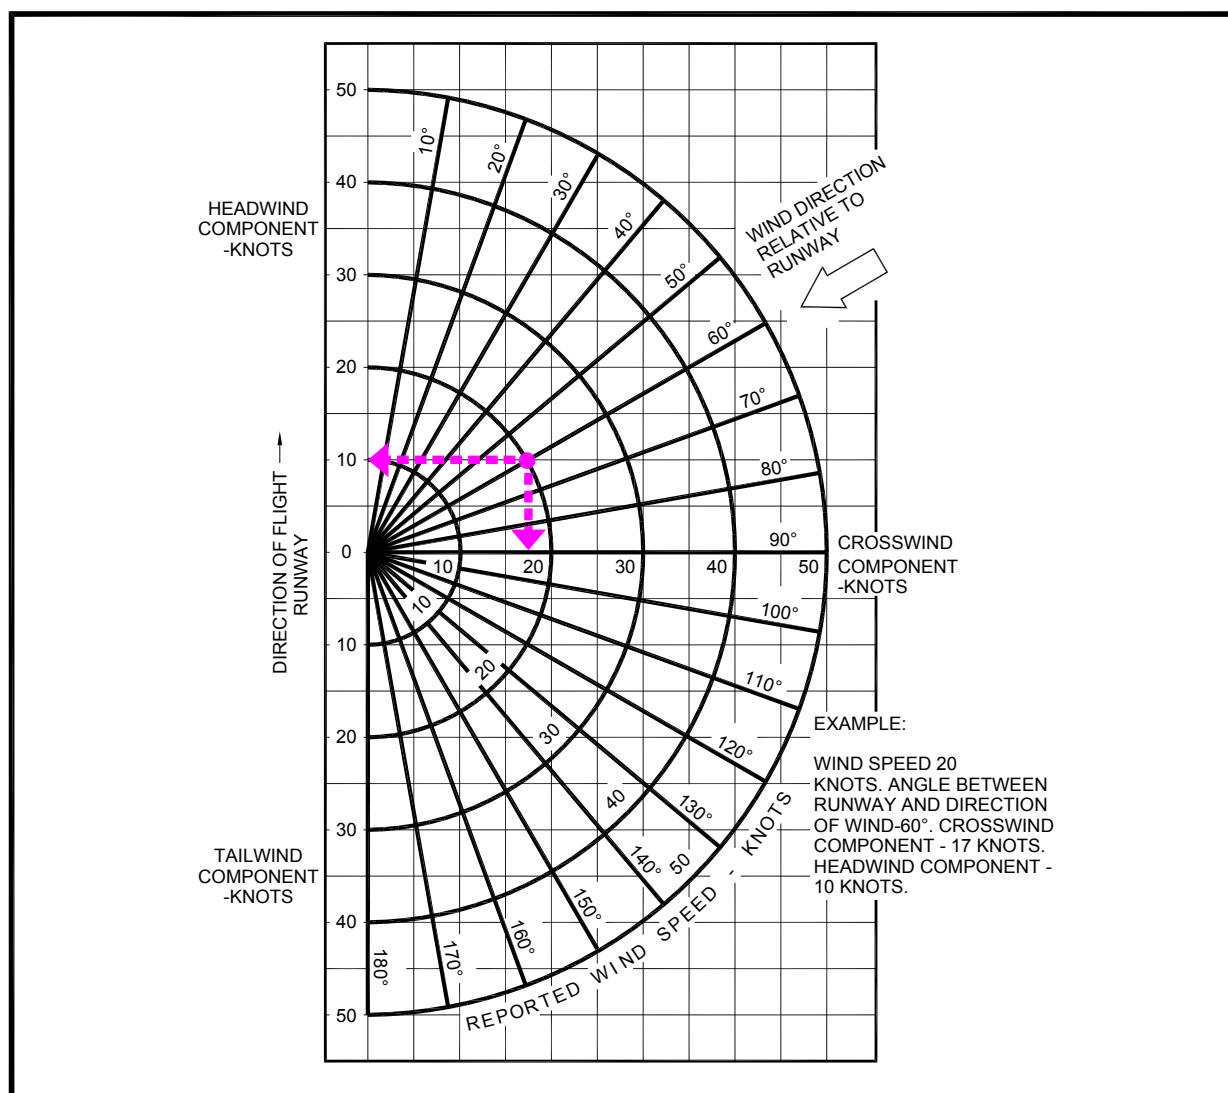 50
10°
20°
30°
40°
50°
60°
70°
80°
90°
100°
110°
120°
130°
140°
150°
160°
170°
180°
40
30
20
10
0
10
20
30
40
50
HEADWIND
COMPONENT
-KNOTS
WIND DIRECTION
RELATIVE TO
RUNWAY
DIRECTION OF FLIGHT
RUNWAY
10
20
30
40
50
CROSSWIND
COMPONENT
-KNOTS
10
20
30
40
50
REPORTED WIND SPEED - KNOTS
TAILWIND
COMPONENT
-KNOTS
EXAMPLE:
WIND SPEED 20
KNOTS. ANGLE BETWEEN
RUNWAY AND DIRECTION
OF WIND-60°. CROSSWIND
COMPONENT - 17 KNOTS.
HEADWIND COMPONENT -
10 KNOTS.